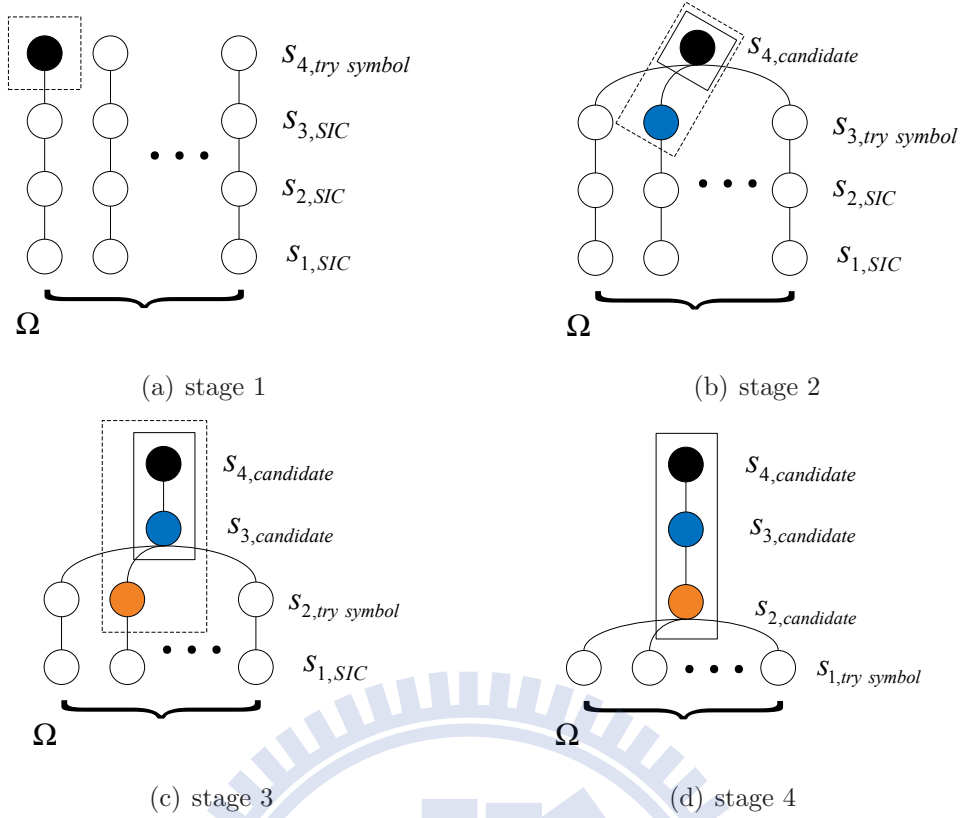 s4,try symbol
s3,SIC
s2,SIC
s1,SIC
Ω
(a) stage 1
s4,candidate
s3,try symbol
s2,SIC
s1,SIC
Ω
(b) stage 2
s4,candidate
s3,candidate
s2,try symbol
s1,SIC
Ω
(c) stage 3
s4,candidate
s3,candidate
s2,candidate
s1,try symbol
Ω
(d) stage 4